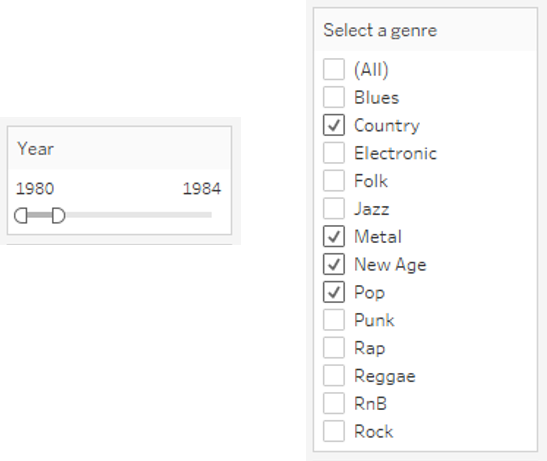 Year
1980 1984
Select a genre
(All)
Blues
Country
Electronic
Folk
Jazz
Metal
New Age
Pop
Punk
Rap
Reggae
RnB
Rock